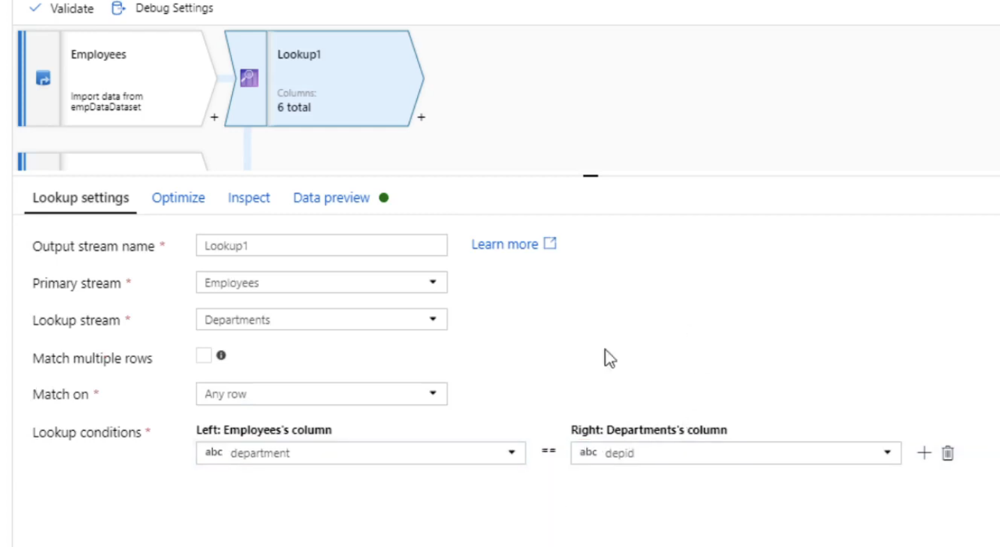 Validate Debug Settings
Employees
Import data from
empDataDataset
+
Lookup1
Columns:
6 total
+
Lookup settings Optimize Inspect Data preview
Output stream name * Lookup1 Learn more
Primary stream * Employees
Lookup stream * Departments
Match multiple rows
Match on * Any row
Lookup conditions * Left: Employees's column Right: Departments's column
abc department == abc depid +